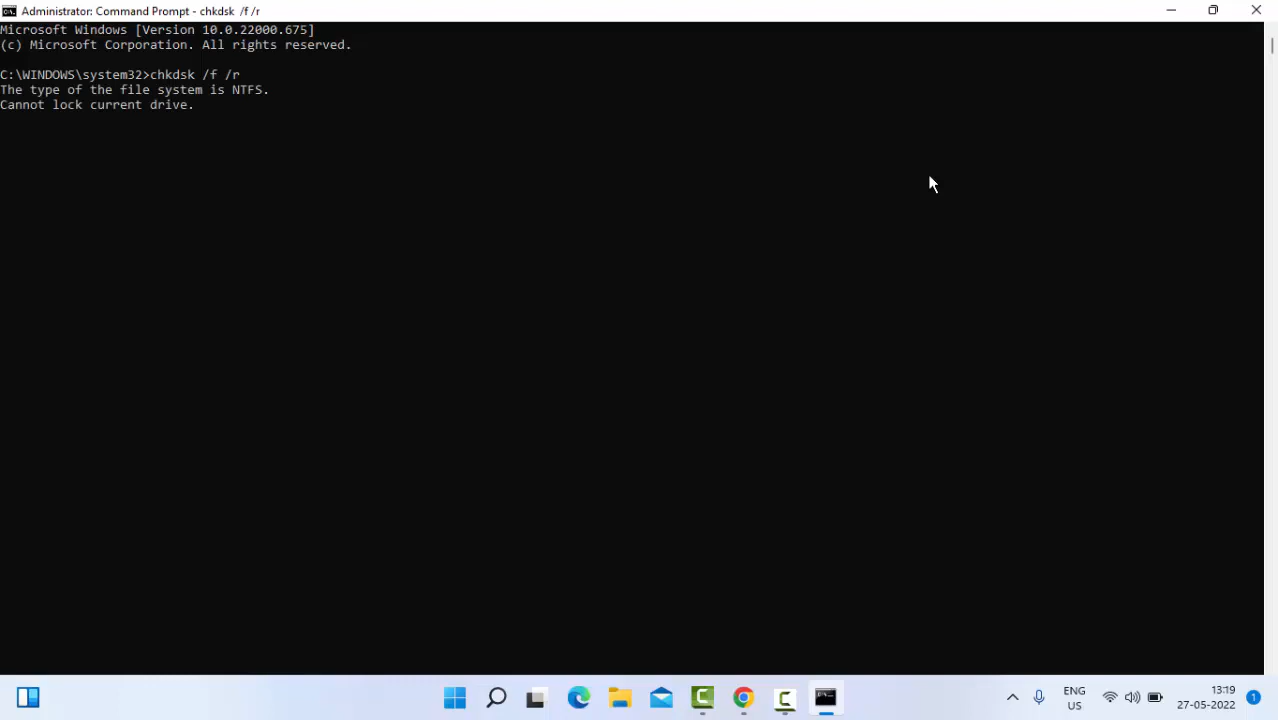 Administrator: Command Prompt - chkdsk /f /r
Microsoft Windows [Version 10.0.22000.675]
(c) Microsoft Corporation. All rights reserved.
C:\WINDOWS\system32>chkdsk /f /r
The type of the file system is NTFS.
Cannot lock current drive.
ENG
US
13:19
27-05-2022
1